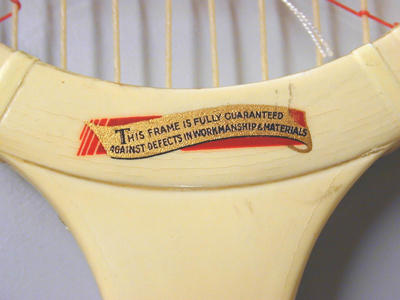 THIS FRAME IS FULLY GUARANTEED
AGAINST DEFECTS IN WORKMANSHIP & MATERIALS